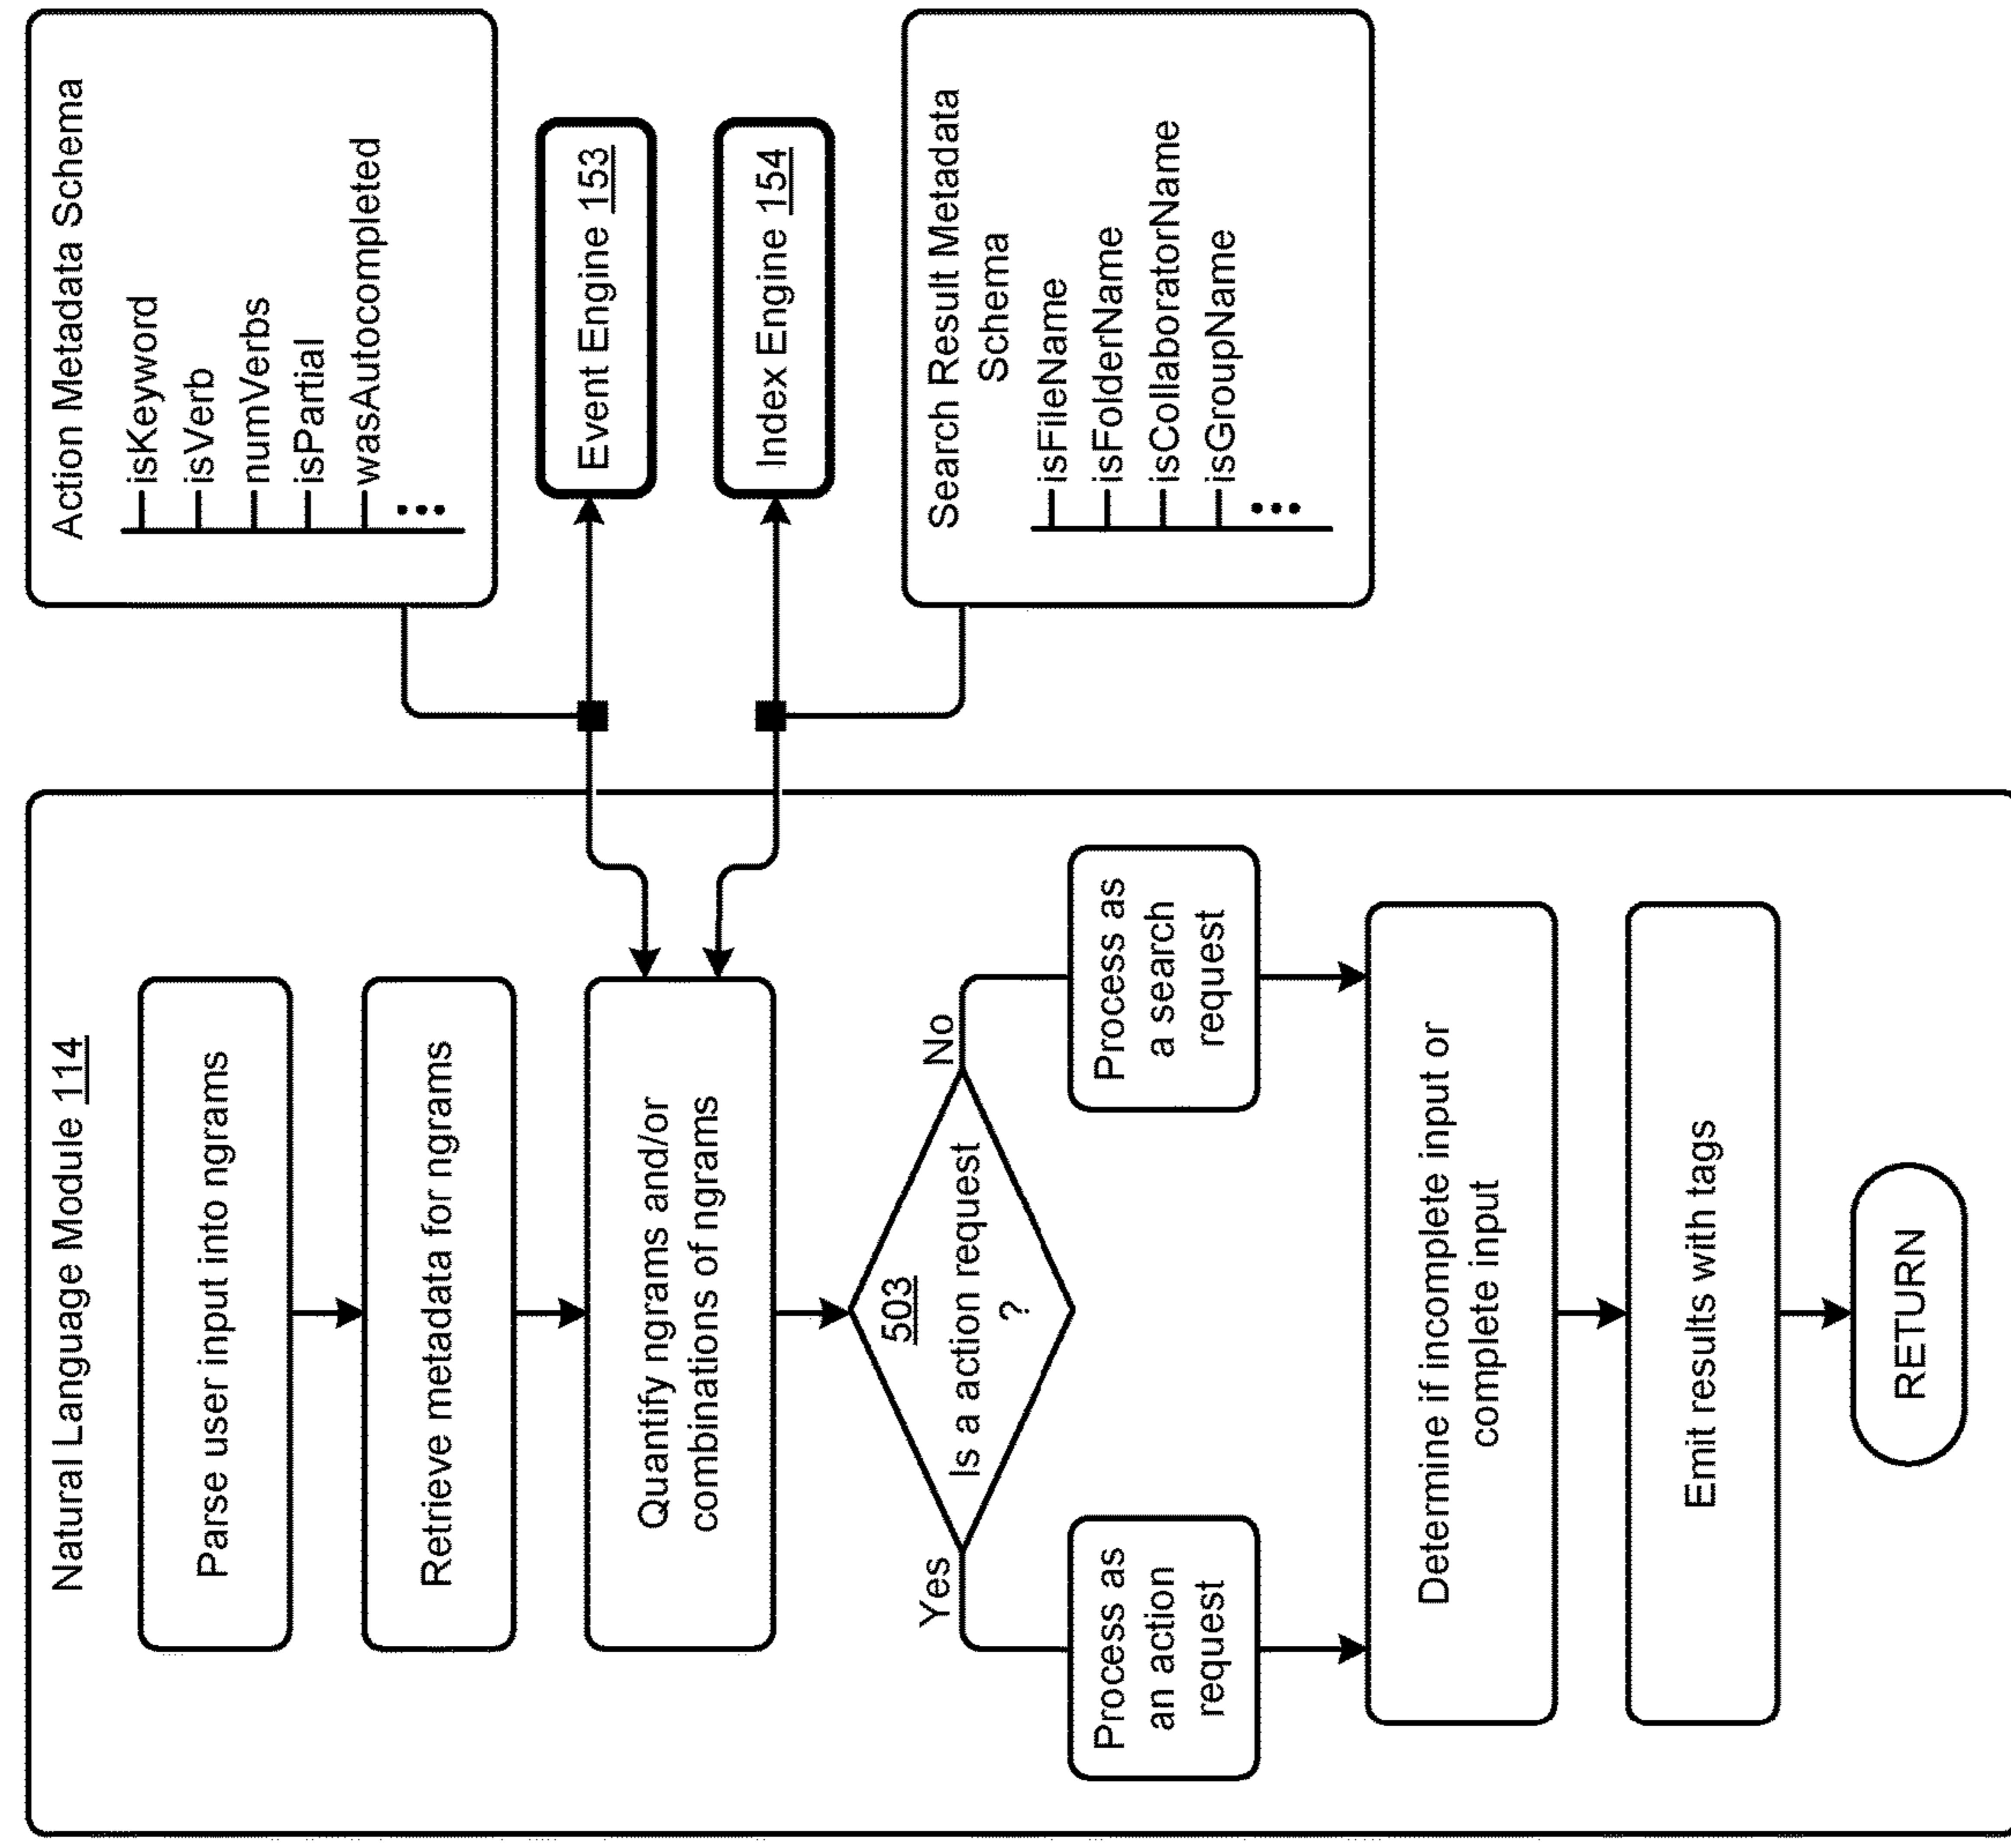 Natural Language Module 114
Parse user input into ngrams
Retrieve metadata for ngrams
Quantify ngrams and/or
combinations of ngrams
503
Is a action request
?
Yes
No
Process as
an action
request
Process as
a search
request
Determine if incomplete input or
complete input
Emit results with tags
RETURN
Action Metadata Schema
isKeyword
isVerb
numVerbs
isPartial
wasAutocompleted
...
Event Engine 153
Index Engine 154
Search Result Metadata
Schema
isFileName
isFolderName
isCollaboratorName
isGroupName
...